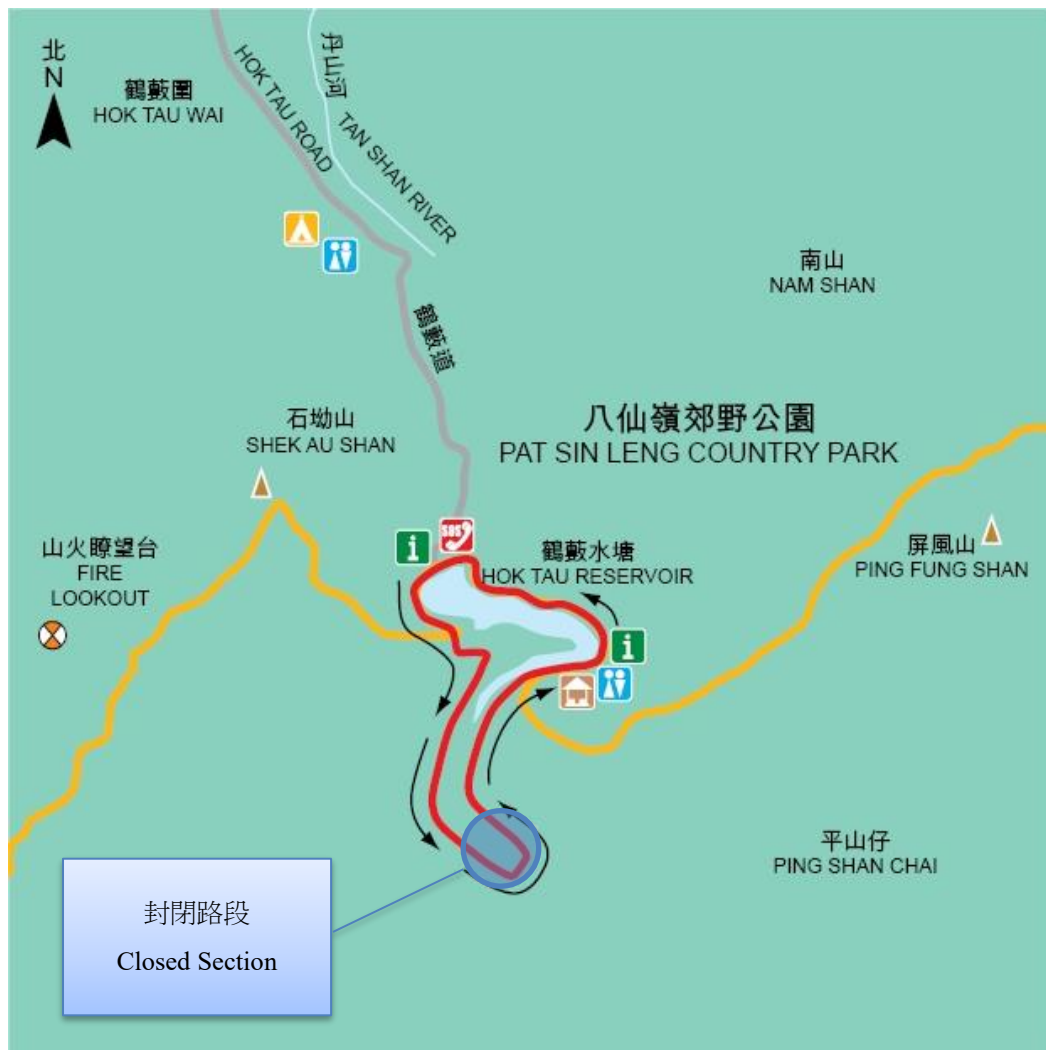 北
N
鶴藪圍
HOK TAU WAI
HOK TAU ROAD
丹山河
TAN SHAN RIVER
南山
NAM SHAN
鶴藪道
石坳山
SHEK AU SHAN
八仙嶺郊野公園
PAT SIN LENG COUNTRY PARK
SOS
i
山火瞭望台
FIRE
LOOKOUT
鶴藪水塘
HOK TAU RESERVOIR
屏風山
PING FUNG SHAN
i
平山仔
PING SHAN CHAI
封閉路段
Closed Section